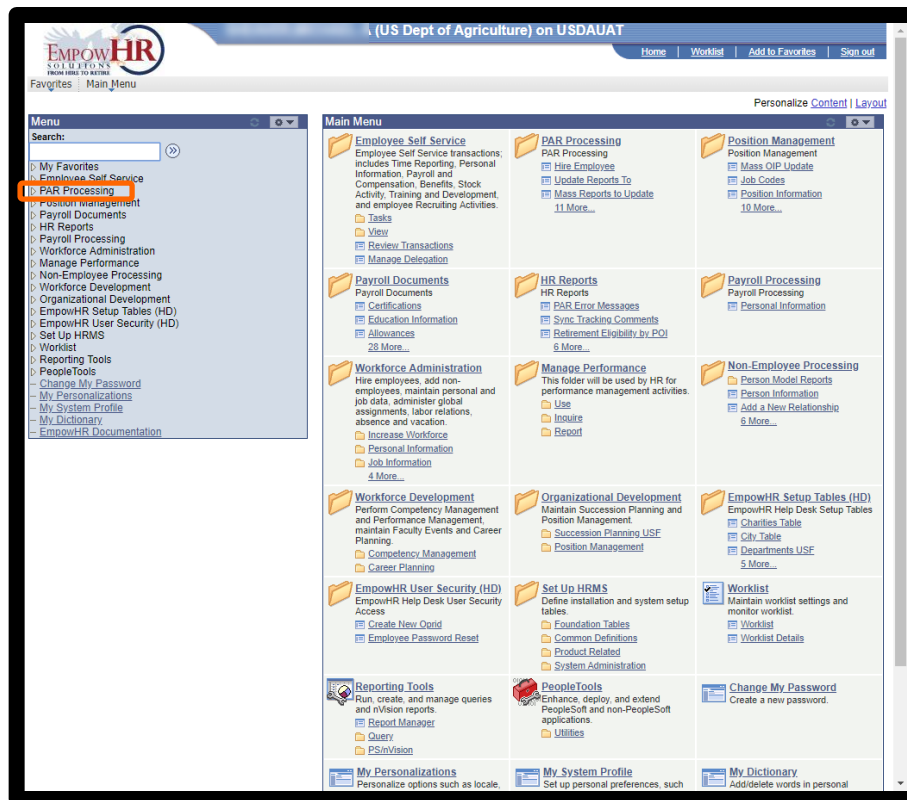 (US Dept of Agriculture) on USDAUAT
EMPOWHR
SOLUTIONS
FROM HIRE TO RETIRE
Home | Worklist | Add to Favorites | Sign out
Favorites Main Menu
Personalize Content | Layout
Menu
Search:
My Favorites
Employee Self Service
PAR Processing
Position Management
Payroll Documents
HR Reports
Payroll Processing
Workforce Administration
Manage Performance
Non-Employee Processing
Workforce Development
Organizational Development
EmpowHR Setup Tables (HD)
EmpowHR User Security (HD)
Set Up HRMS
Worklist
Reporting Tools
PeopleTools
Change My Password
My Personalizations
My System Profile
My Dictionary
EmpowHR Documentation
Main Menu
Employee Self Service
Employee Self Service transactions;
includes Time Reporting, Personal
Information, Payroll and
Compensation, Benefits, Stock
Activity, Training and Development,
and employee Recruiting Activities.
Tasks
View
Review Transactions
Manage Delegation
PAR Processing
PAR Processing
Hire Employee
Update Reports To
Mass Reports to Update
11 More...
Position Management
Position Management
Mass OIP Update
Job Codes
Position Information
10 More...
Payroll Documents
Payroll Documents
Certifications
Education Information
Allowances
28 More...
HR Reports
HR Reports
PAR Error Messages
Sync Tracking Comments
Retirement Eligibility by POI
6 More...
Payroll Processing
Payroll Processing
Personal Information
Workforce Administration
Hire employees, add non-
employees, maintain personal and
job data, administer global
assignments, labor relations,
absence and vacation.
Increase Workforce
Personal Information
Job Information
4 More...
Manage Performance
This folder will be used by HR for
performance management activities.
Use
Inquire
Report
Non-Employee Processing
Person Model Reports
Person Information
Add a New Relationship
6 More...
Workforce Development
Perform Competency Management
and Performance Management,
maintain Faculty Events and Career
Planning.
Competency Management
Career Planning
Organizational Development
Maintain Succession Planning and
Position Management.
Succession Planning USF
Position Management
EmpowHR Setup Tables (HD)
EmpowHR Help Desk Setup Tables
Charities Table
City Table
Departments USF
5 More...
EmpowHR User Security (HD)
EmpowHR Help Desk User Security
Access
Create New Oprid
Employee Password Reset
Set Up HRMS
Define installation and system setup
tables.
Foundation Tables
Common Definitions
Product Related
System Administration
Worklist
Maintain worklist settings and
monitor worklist.
Worklist
Worklist Details
Reporting Tools
Run, create, and manage queries
and nVision reports.
Report Manager
Query
PS/nVision
PeopleTools
Enhance, deploy, and extend
PeopleSoft and non-PeopleSoft
applications.
Utilities
Change My Password
Create a new password.
My Personalizations
Personalize options such as locale,
My System Profile
Set up personal preferences, such
My Dictionary
Add/delete words in personal